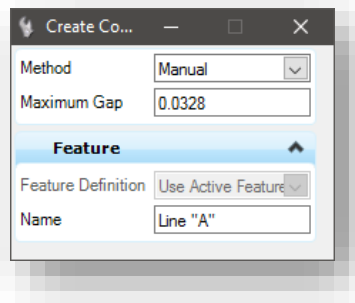 Create Co...
Method Manual
Maximum Gap 0.0328
Feature
Feature Definition Use Active Feature
Name Line "A"